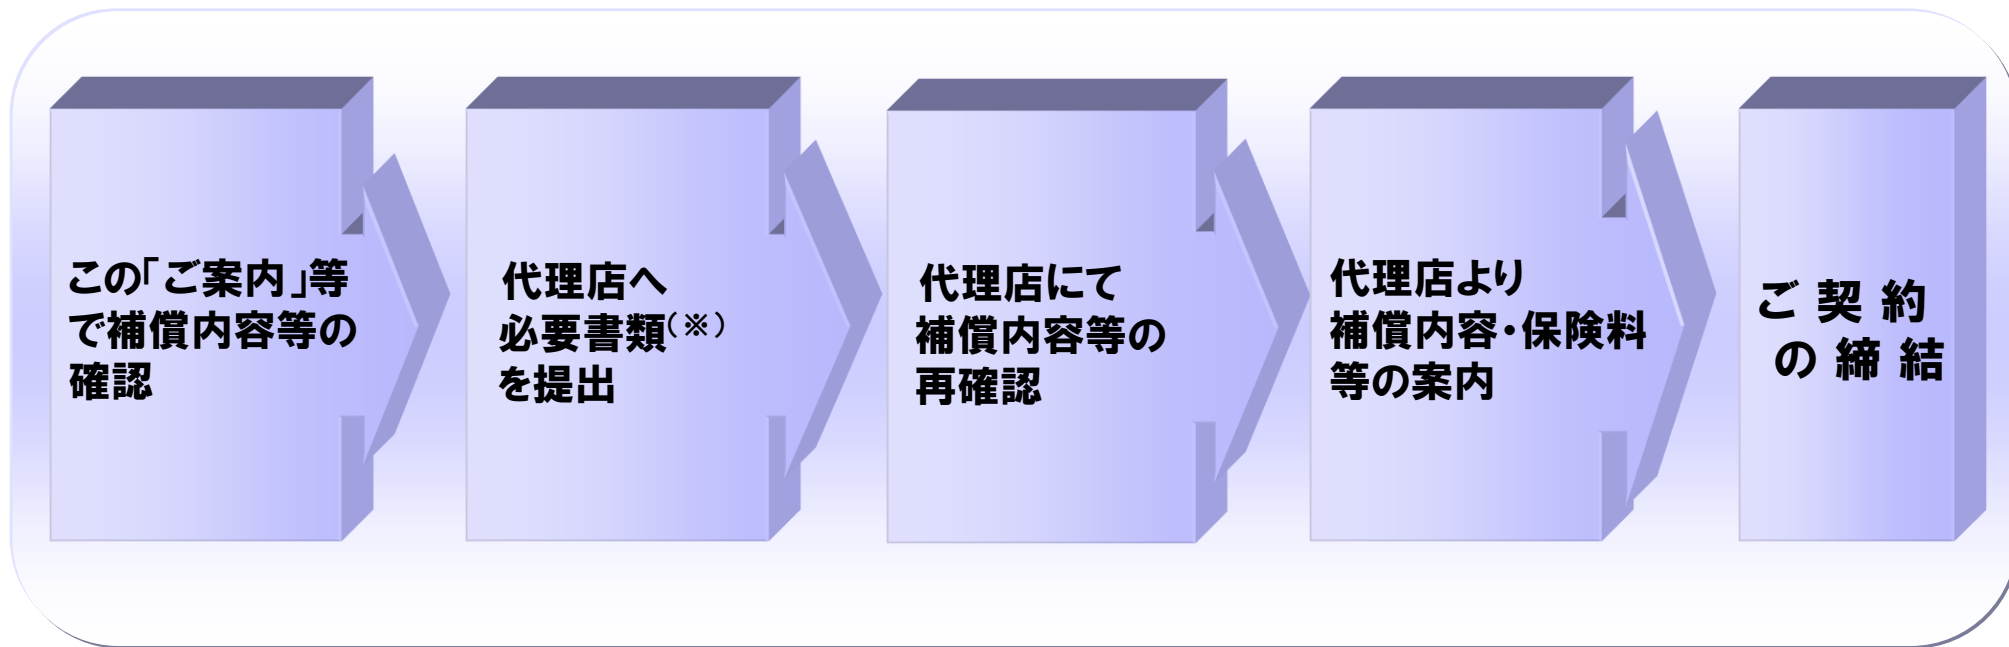 この「ご案内」等
で補償内容等の
確認
代理店へ
必要書類(※)
を提出
代理店にて
補償内容等の
再確認
代理店より
補償内容・保険料
等の案内
ご契約
の締結